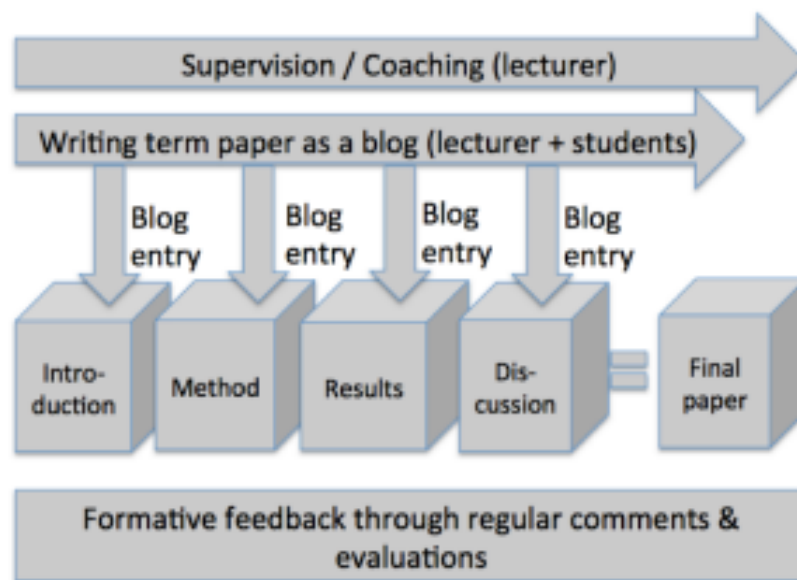 Supervision / Coaching (lecturer)
Writing term paper as a blog (lecturer + students)
Blog
entry
Blog
entry
Blog
entry
Blog
entry
Intro-
duction
Method
Results
Dis-
cussion
Final
paper
Formative feedback through regular comments &
evaluations